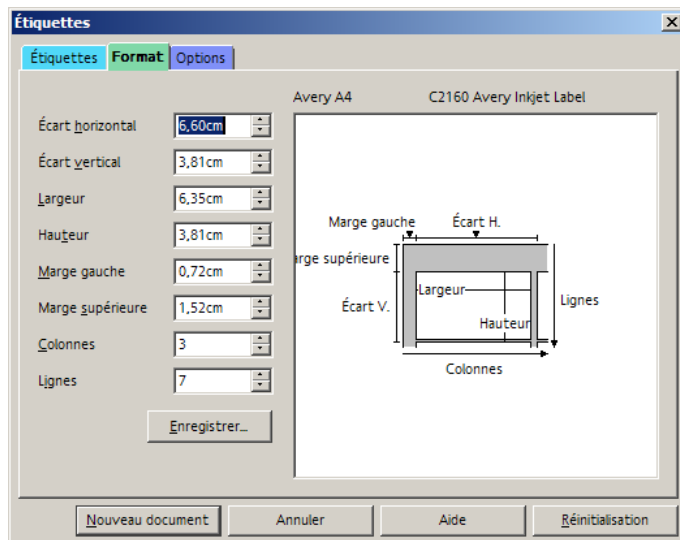 Étiquettes
Étiquettes Format Options
Avery A4 C2160 Avery Inkjet Label
Écart horizontal 6,60cm
Écart vertical 3,81cm
Largeur 6,35cm
Hauteur 3,81cm
Marge gauche 0,72cm
Marge supérieure 1,52cm
Colonnes 3
Lignes 7
Enregistrer...
Marge gauche Écart H.
arge supérieure
Largeur
Écart V. Lignes
Hauteur
Colonnes
Nouveau document Annuler Aide Réinitialisation